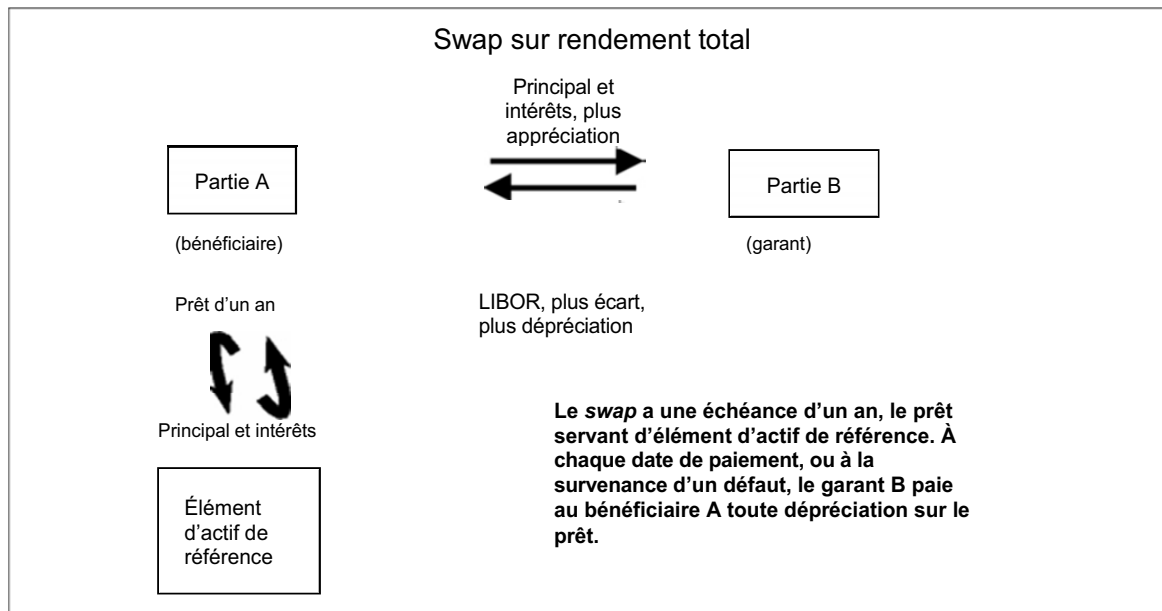 Swap sur rendement total
Principal et
intérêts, plus
appréciation
Partie A
Partie B
(bénéficiaire)
(garant)
Prêt d’un an
LIBOR, plus écart,
plus dépréciation
Principal et intérêts
Le swap a une échéance d’un an, le prêt
servant d’élément d’actif de référence. À
chaque date de paiement, ou à la
survenance d’un défaut, le garant B paie
au bénéficiaire A toute dépréciation sur le
prêt.
Élément
d’actif de
référence